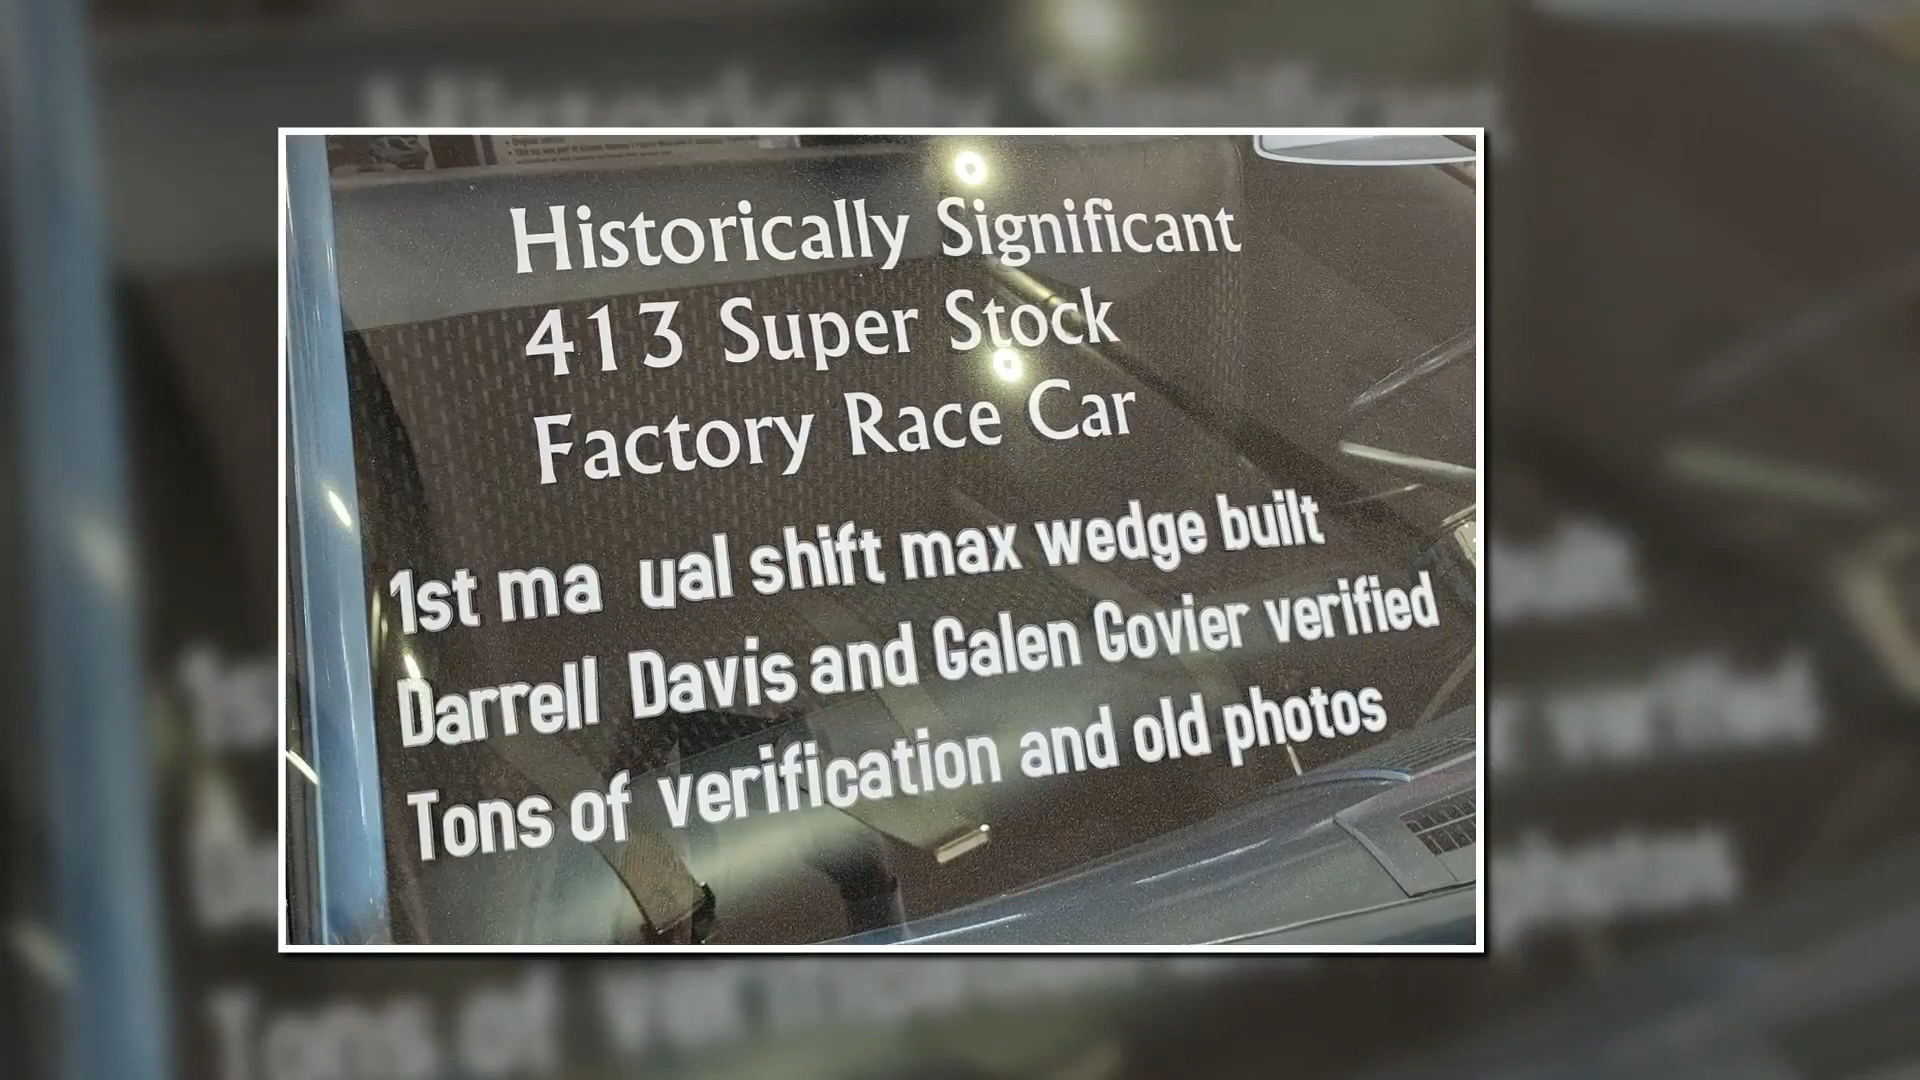 Historically Significant
413 Super Stock
Factory Race Car
1st ma ual shift max wedge built
Darrell Davis and Galen Govier verified
Tons of verification and old photos